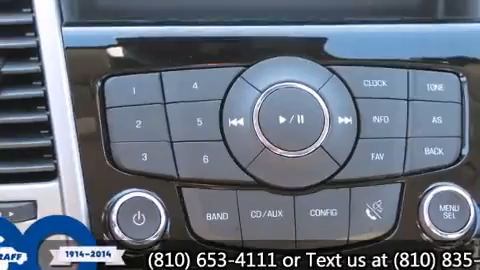 1
4
CLOCK
TONE
2
5
INFO
AS
3
6
FAV
BACK
BAND
CD/AUX
CONFIG
MENU
SEL
RAFF
1914-2014
(810) 653-4111 or Text us at (810) 835-